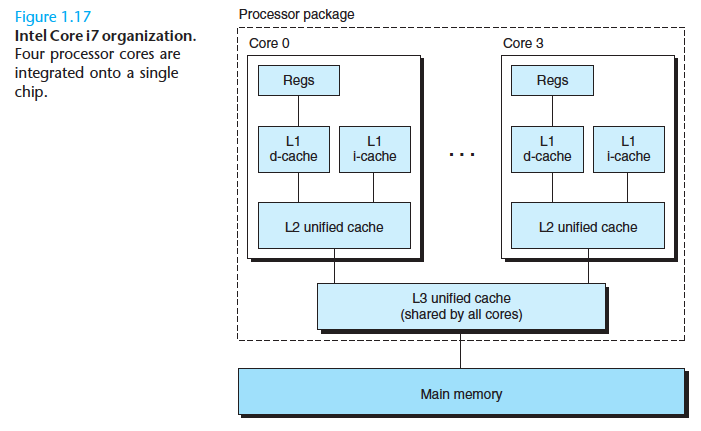 Figure 1.17
Intel Core i7 organization.
Four processor cores are
integrated onto a single
chip.
Processor package
Core 0
Core 3
Regs
Regs
L1
d-cache
L1
i-cache
. . .
L1
d-cache
L1
i-cache
L2 unified cache
L2 unified cache
L3 unified cache
(shared by all cores)
Main memory